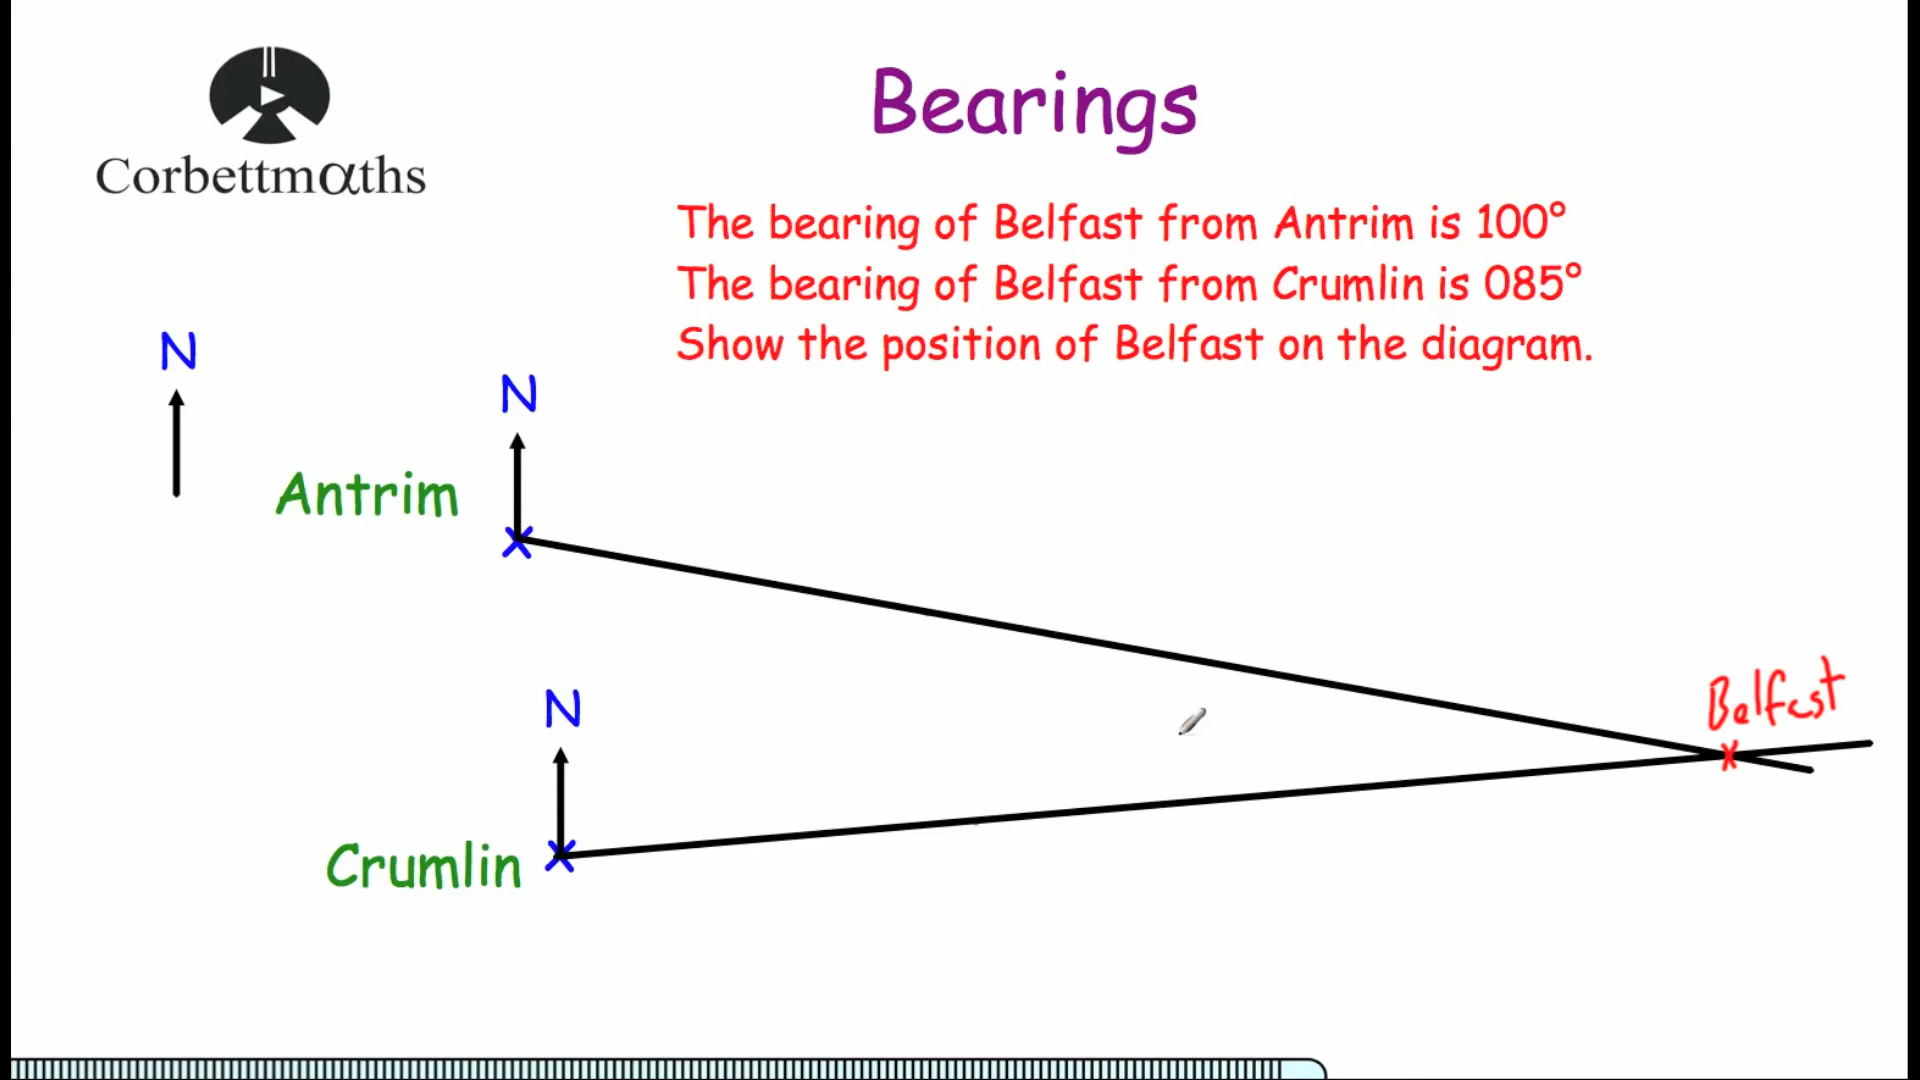 Corbettmαths
Bearings
The bearing of Belfast from Antrim is 100°
The bearing of Belfast from Crumlin is 085°
Show the position of Belfast on the diagram.
N
N
Antrim
N
Belfast
Crumlin